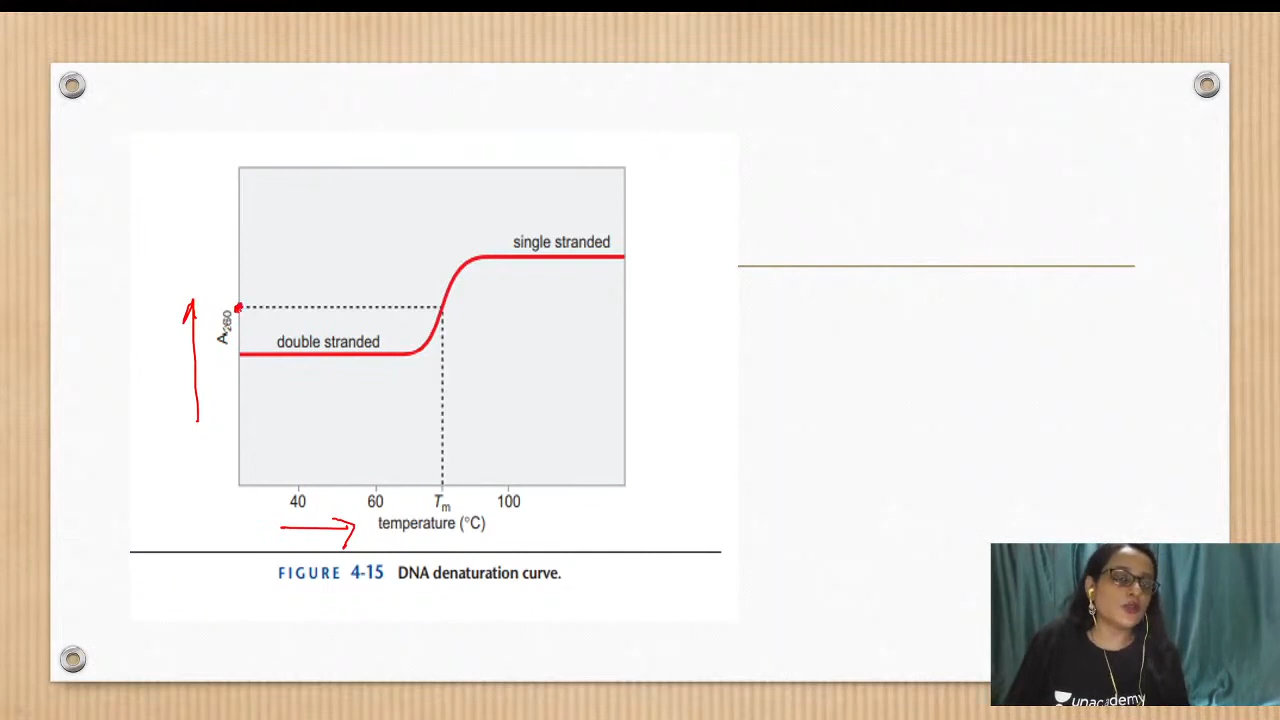 single stranded
A260
double stranded
40 60 Tm 100
temperature (°C)
FIGURE 4-15 DNA denaturation curve.
unacademy